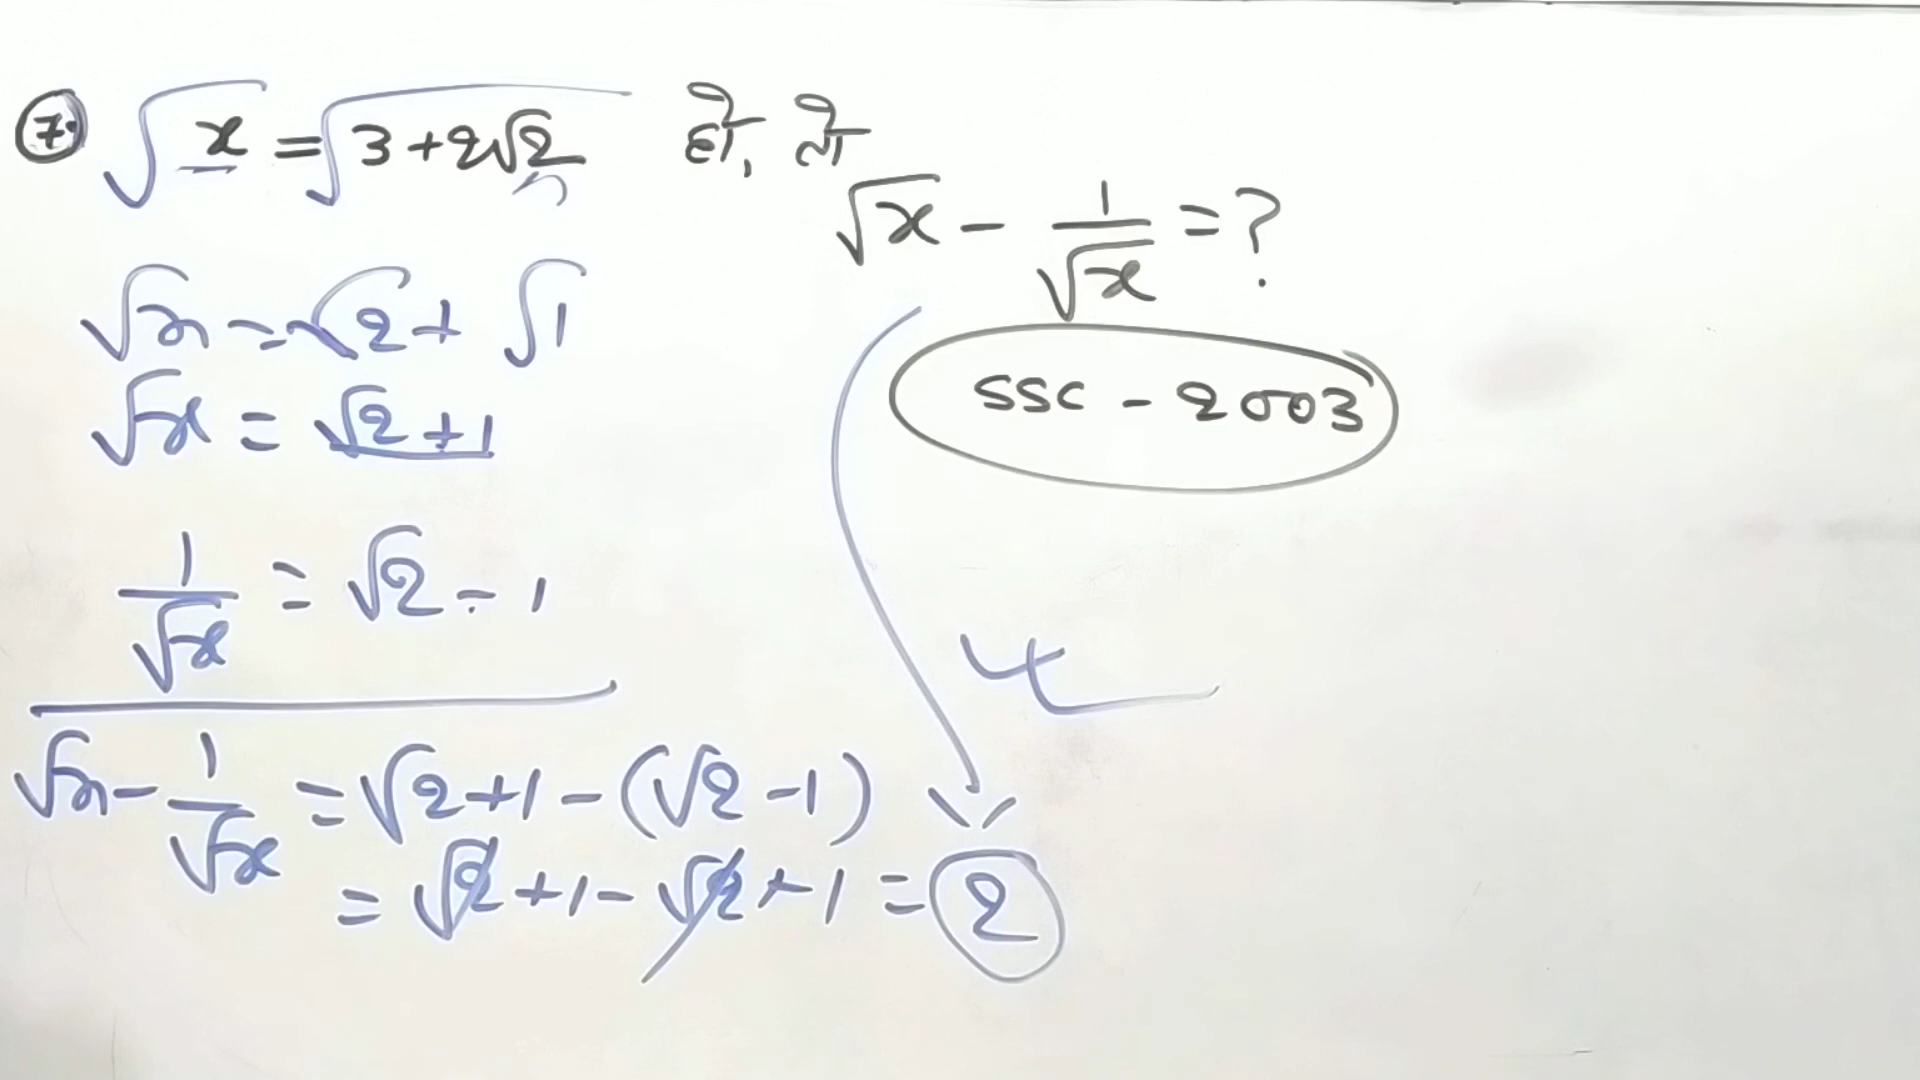 7. √x = √3+2√2 हो, तो
√x - 1/√x = ?
SSC - 2003
√x = √2 + √1
√x = √2 + 1
1/√x = √2 - 1
√x - 1/√x = √2+1 - (√2 - 1)
= √2 + 1 - √2 + 1 = 2